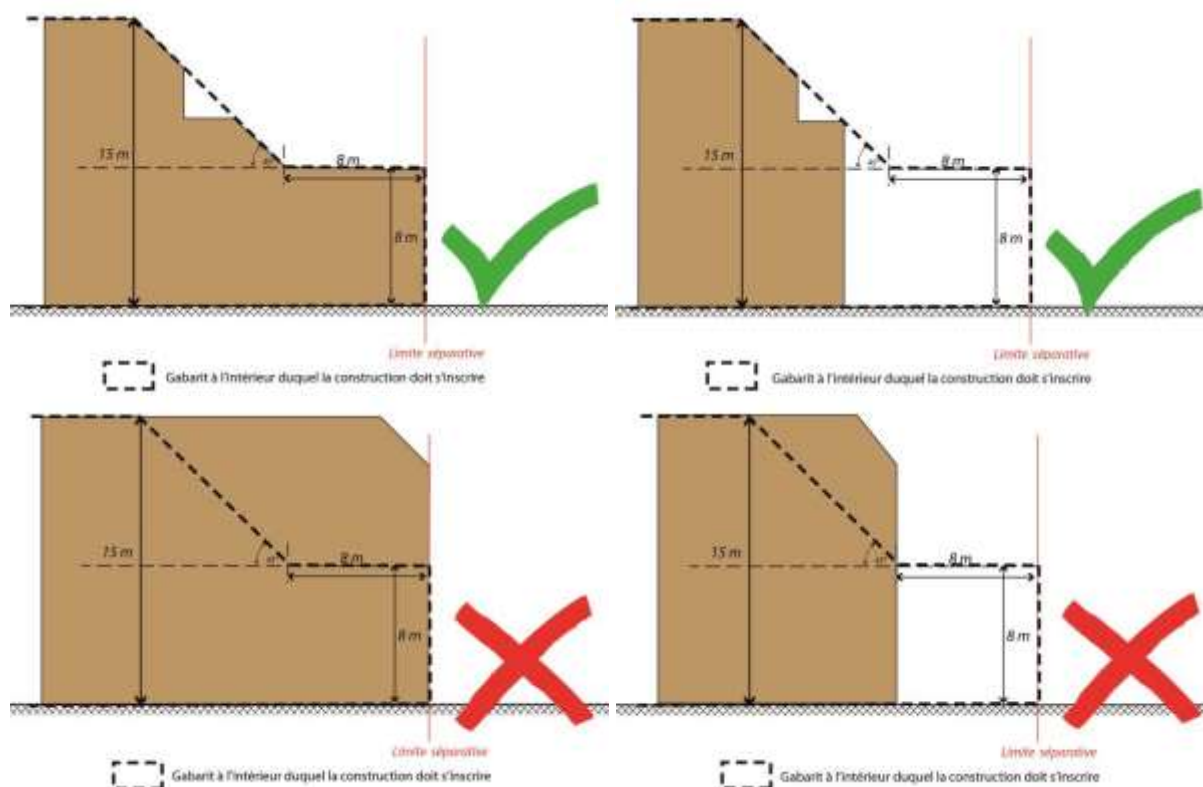 15 m
8 m
8 m
Limite séparative
Gabarit à l'intérieur duquel la construction doit s'inscrire
15 m
8 m
8 m
Limite séparative
Gabarit à l'intérieur duquel la construction doit s'inscrire
15 m
8 m
8 m
Limite séparative
Gabarit à l'intérieur duquel la construction doit s'inscrire
15 m
8 m
8 m
Limite séparative
Gabarit à l'intérieur duquel la construction doit s'inscrire